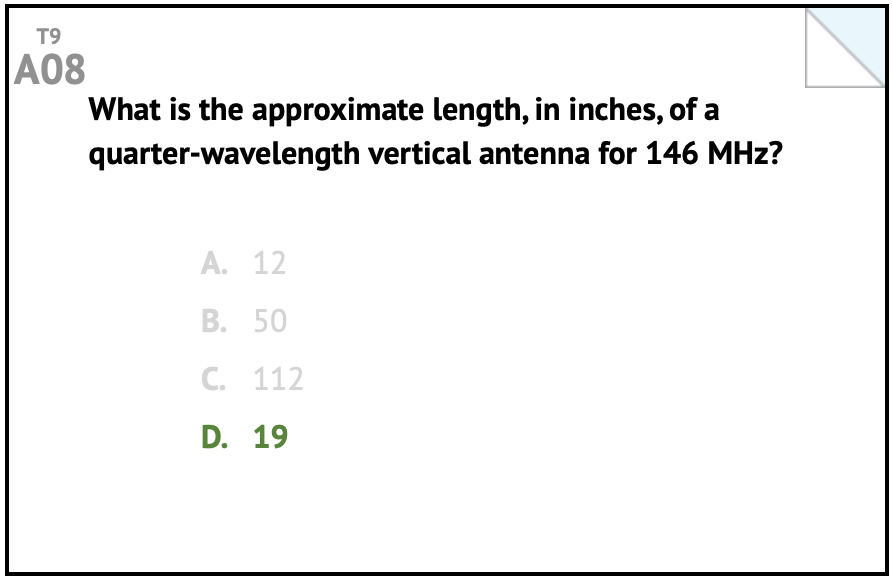 T9
A08
What is the approximate length, in inches, of a
quarter-wavelength vertical antenna for 146 MHz?
A. 12
B. 50
C. 112
D. 19